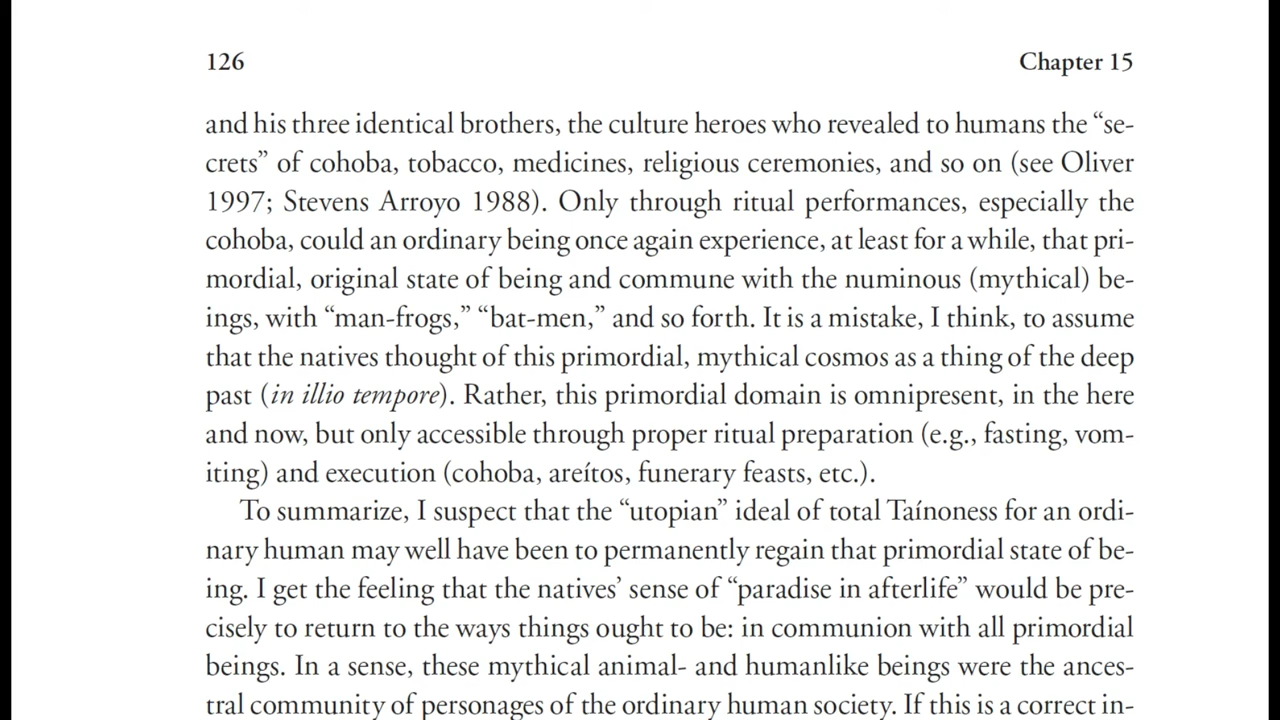 126 Chapter 15
and his three identical brothers, the culture heroes who revealed to humans the “se-
crets” of cohoba, tobacco, medicines, religious ceremonies, and so on (see Oliver
1997; Stevens Arroyo 1988). Only through ritual performances, especially the
cohoba, could an ordinary being once again experience, at least for a while, that pri-
mordial, original state of being and commune with the numinous (mythical) be-
ings, with “man-frogs,” “bat-men,” and so forth. It is a mistake, I think, to assume
that the natives thought of this primordial, mythical cosmos as a thing of the deep
past (in illio tempore). Rather, this primordial domain is omnipresent, in the here
and now, but only accessible through proper ritual preparation (e.g., fasting, vom-
iting) and execution (cohoba, areítos, funerary feasts, etc.).
To summarize, I suspect that the “utopian” ideal of total Taínoness for an ordi-
nary human may well have been to permanently regain that primordial state of be-
ing. I get the feeling that the natives’ sense of “paradise in afterlife” would be pre-
cisely to return to the ways things ought to be: in communion with all primordial
beings. In a sense, these mythical animal- and humanlike beings were the ances-
tral community of personages of the ordinary human society. If this is a correct in-